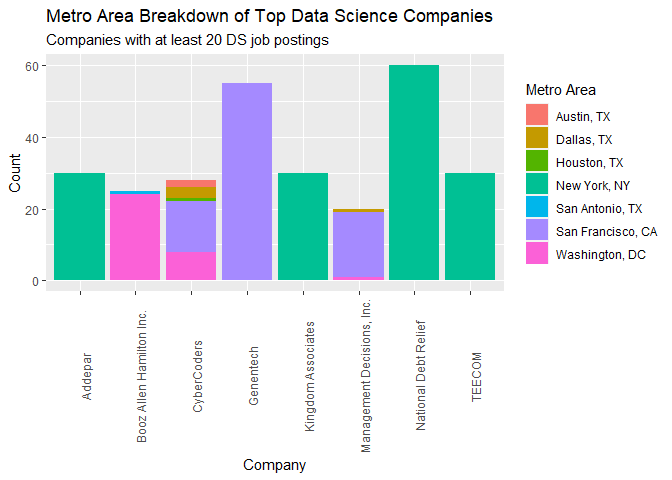 Metro Area Breakdown of Top Data Science Companies
Companies with at least 20 DS job postings
Count
60
40
20
0
Addepar
Booz Allen Hamilton Inc.
CyberCoders
Genentech
Kingdom Associates
Management Decisions, Inc.
National Debt Relief
TEECOM
Company
Metro Area
Austin, TX
Dallas, TX
Houston, TX
New York, NY
San Antonio, TX
San Francisco, CA
Washington, DC